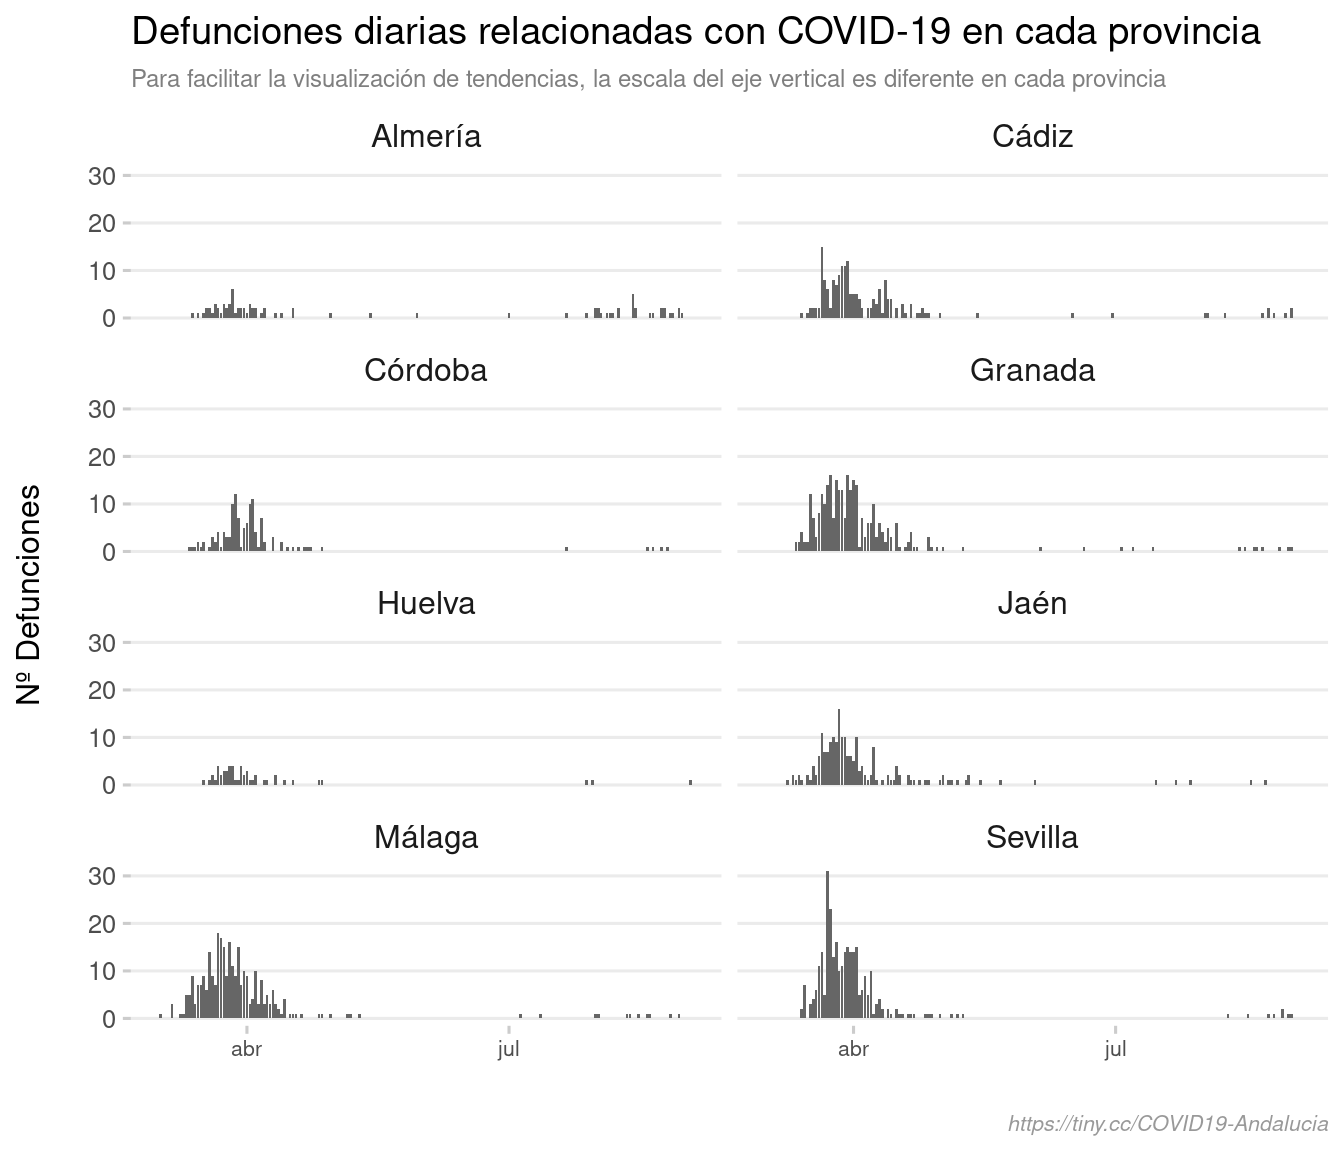 Defunciones diarias relacionadas con COVID-19 en cada provincia
Para facilitar la visualización de tendencias, la escala del eje vertical es diferente en cada provincia
Almería
Cádiz
30
20
10
0
Córdoba
Granada
30
20
10
0
Huelva
Jaén
30
20
10
0
Málaga
Sevilla
30
20
10
0
abr
jul
abr
jul
Nº Defunciones
https://tiny.cc/COVID19-Andalucia